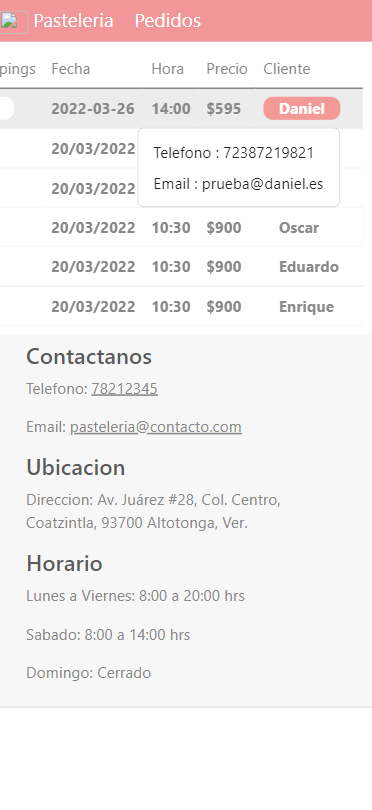 Pasteleria Pedidos
pings Fecha Hora Precio Cliente
2022-03-26 14:00 $595 Daniel
20/03/2022
Telefono : 72387219821
20/03/2022
Email : prueba@daniel.es
20/03/2022 10:30 $900 Oscar
20/03/2022 10:30 $900 Eduardo
20/03/2022 10:30 $900 Enrique
Contactanos
Telefono: 78212345
Email: pasteleria@contacto.com
Ubicacion
Direccion: Av. Juárez #28, Col. Centro,
Coatzintla, 93700 Altotonga, Ver.
Horario
Lunes a Viernes: 8:00 a 20:00 hrs
Sabado: 8:00 a 14:00 hrs
Domingo: Cerrado